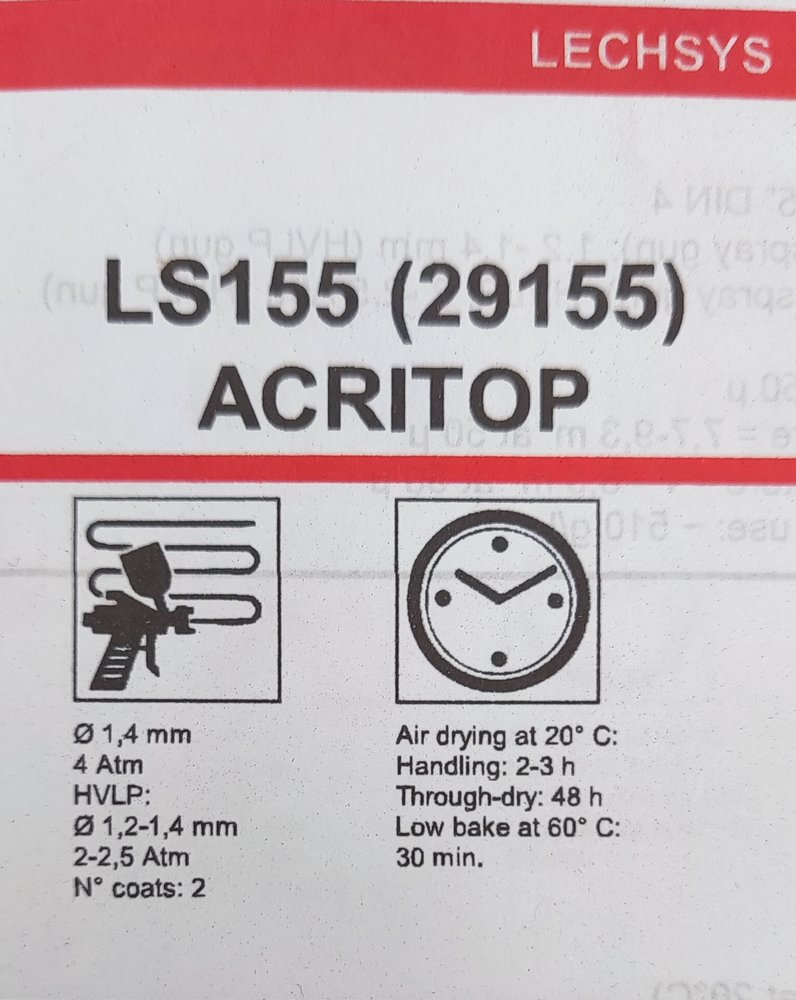 LECHSYS
LS155 (29155)
ACRITOP
Ø 1,4 mm
4 Atm
HVLP:
Ø 1,2-1,4 mm
2-2,5 Atm
N° coats: 2
Air drying at 20° C:
Handling: 2-3 h
Through-dry: 48 h
Low bake at 60° C:
30 min.